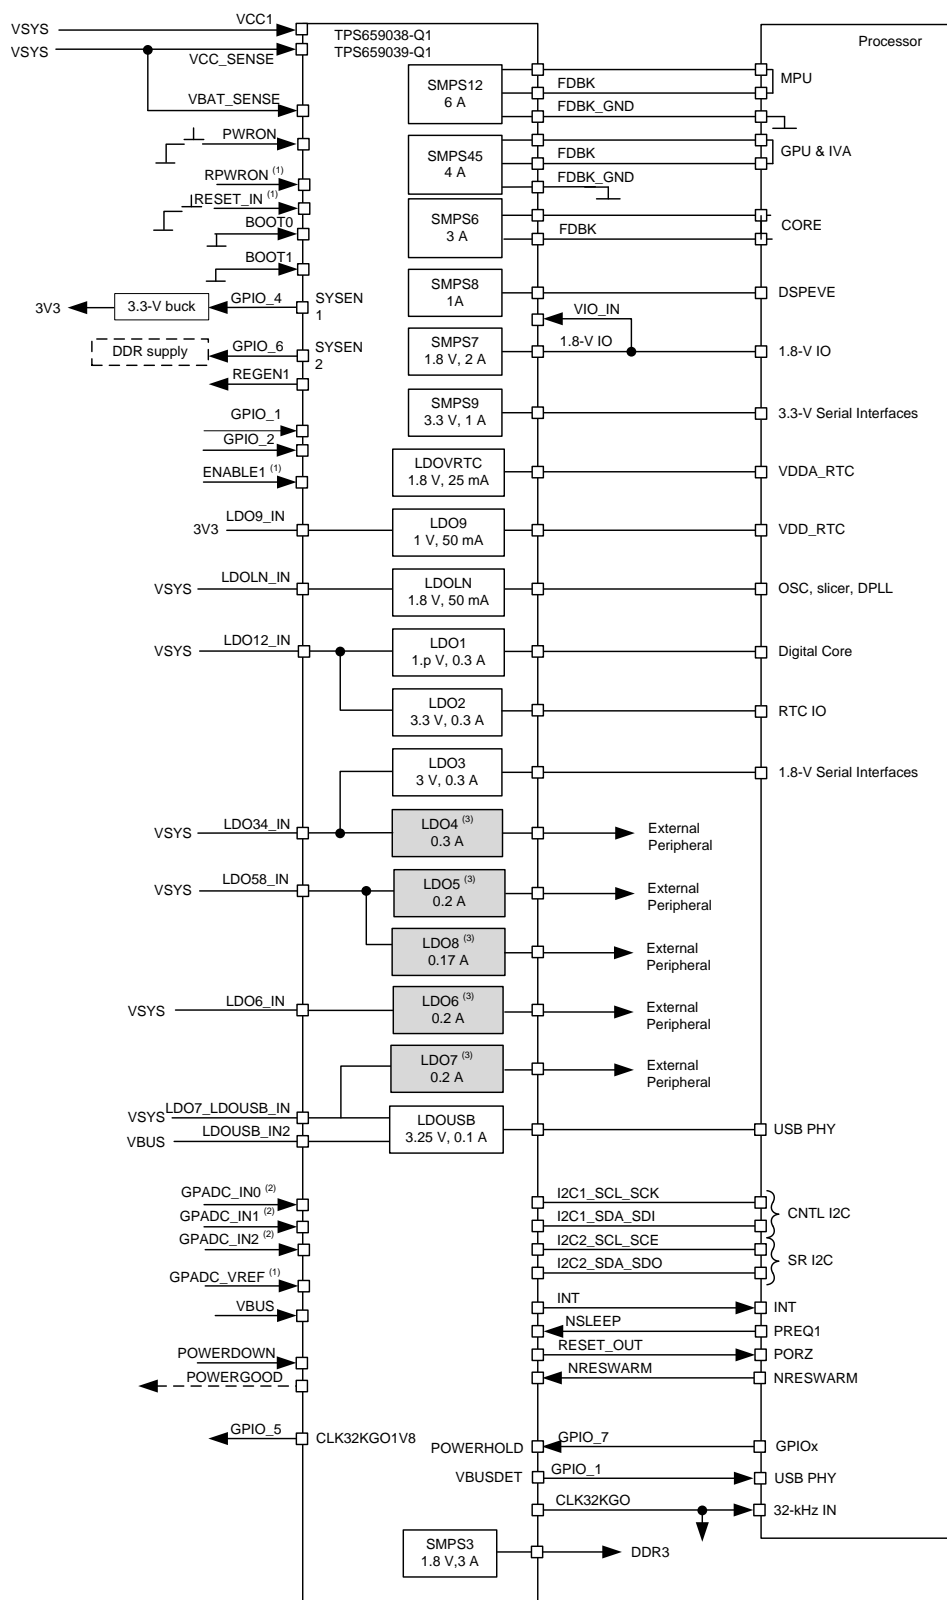 VSYS
VCC1
VSYS
VCC_SENSE
VBAT_SENSE
PWRON
RPWRON (1)
RESET_IN (1)
BOOT0
BOOT1
3V3
3.3-V buck
GPIO_4
SYSEN
1
DDR supply
GPIO_6
SYSEN
2
REGEN1
GPIO_1
GPIO_2
ENABLE1 (1)
3V3
LDO9_IN
VSYS
LDOLN_IN
VSYS
LDO12_IN
VSYS
LDO34_IN
VSYS
LDO58_IN
VSYS
LDO6_IN
VSYS
LDO7_LDOUSB_IN
VBUS
LDOUSB_IN2
GPADC_IN0 (2)
GPADC_IN1 (2)
GPADC_IN2 (2)
GPADC_VREF (1)
VBUS
POWERDOWN
POWERGOOD
GPIO_5
CLK32KGO1V8
TPS659038-Q1
TPS659039-Q1
SMPS12
6 A
FDBK
FDBK_GND
SMPS45
4 A
FDBK
FDBK_GND
SMPS6
3 A
FDBK
SMPS8
1A
VIO_IN
SMPS7
1.8 V, 2 A
1.8-V IO
SMPS9
3.3 V, 1 A
LDOVRTC
1.8 V, 25 mA
LDO9
1 V, 50 mA
LDOLN
1.8 V, 50 mA
LDO1
1.p V, 0.3 A
LDO2
3.3 V, 0.3 A
LDO3
3 V, 0.3 A
LDO4 (3)
0.3 A
External
Peripheral
LDO5 (3)
0.2 A
External
Peripheral
LDO8 (3)
0.17 A
External
Peripheral
LDO6 (3)
0.2 A
External
Peripheral
LDO7 (3)
0.2 A
External
Peripheral
LDOUSB
3.25 V, 0.1 A
I2C1_SCL_SCK
I2C1_SDA_SDI
I2C2_SCL_SCE
I2C2_SDA_SDO
INT
NSLEEP
RESET_OUT
NRESWARM
POWERHOLD
GPIO_7
VBUSDET
GPIO_1
CLK32KGO
SMPS3
1.8 V,3 A
DDR3
Processor
MPU
GPU & IVA
CORE
DSPEVE
1.8-V IO
3.3-V Serial Interfaces
VDDA_RTC
VDD_RTC
OSC, slicer, DPLL
Digital Core
RTC IO
1.8-V Serial Interfaces
USB PHY
CNTL I2C
SR I2C
INT
PREQ1
PORZ
NRESWARM
GPIOx
USB PHY
32-kHz IN